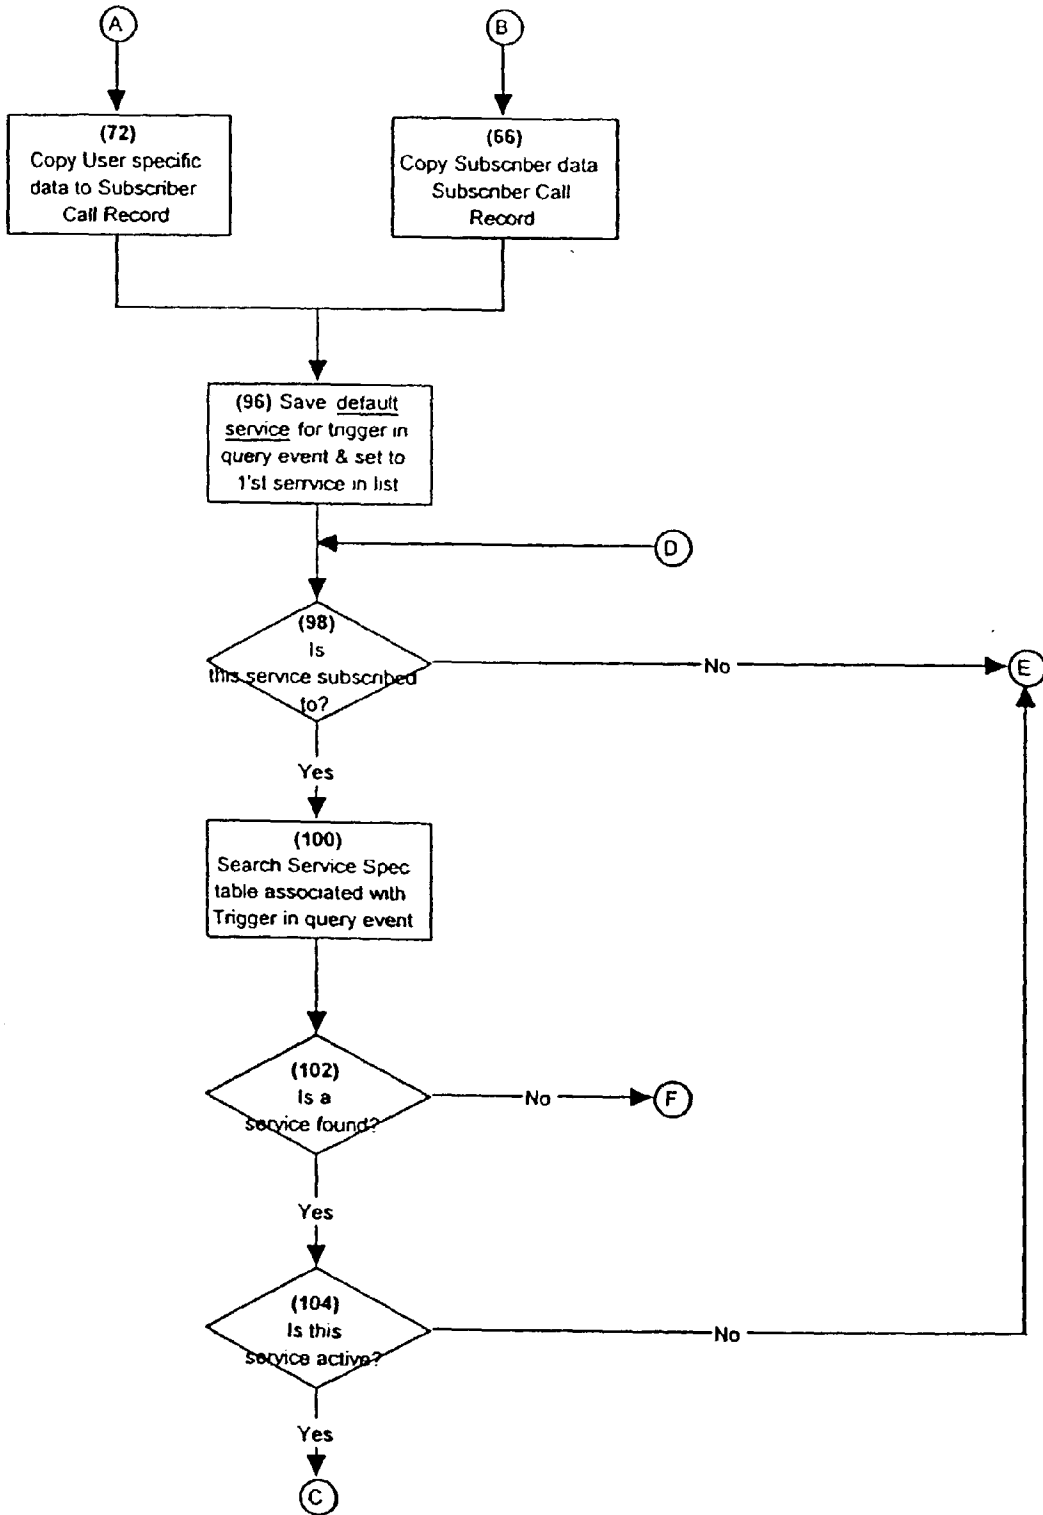 A
B
(72)
Copy User specific
data to Subscriber
Call Record
(66)
Copy Subscriber data
Subscriber Call
Record
(96) Save default
service for trigger in
query event & set to
1'st serrvice in list
D
(98)
Is
this service subscribed
to?
No
E
Yes
(100)
Search Service Spec
table associated with
Trigger in query event
(102)
Is a
service found?
No
F
Yes
(104)
Is this
service active?
No
Yes
C